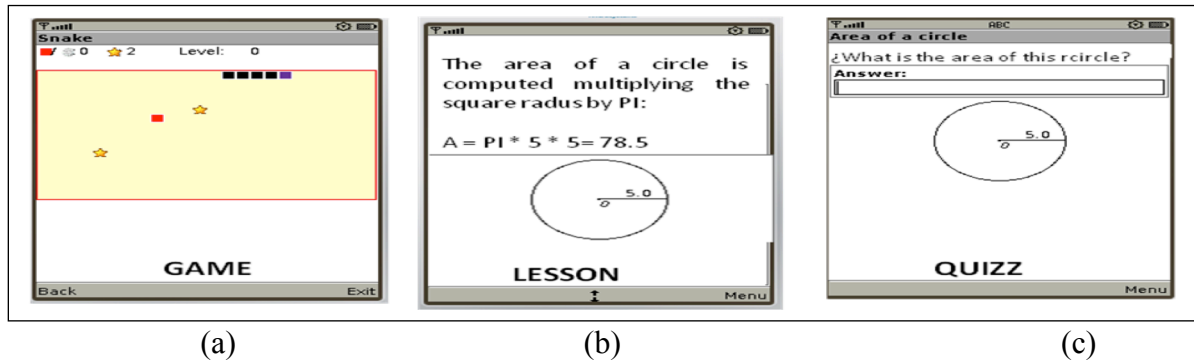 Snake
0 2 Level: 0
GAME
Back Exit
(a)
The area of a circle is
computed multiplying the
square radus by PI:
A = PI * 5 * 5= 78.5
5.0
o
LESSON
Menu
(b)
ABC
Area of a circle
¿What is the area of this rcircle?
Answer:
5.0
o
QUIZZ
Menu
(c)